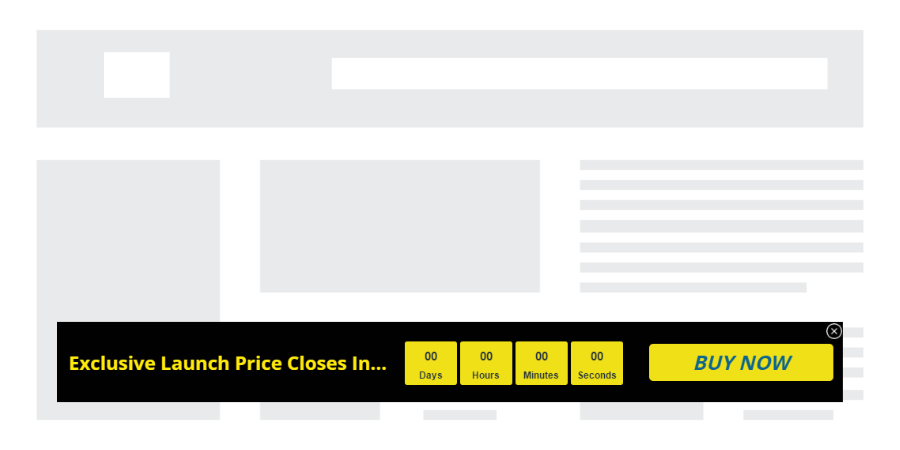 Exclusive Launch Price Closes In...
00 00 00 00
Days Hours Minutes Seconds
BUY NOW